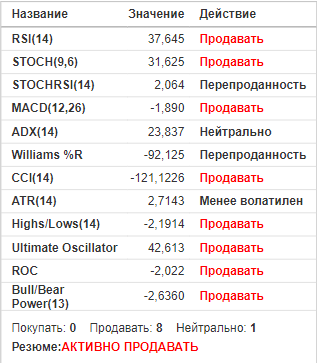 Название Значение Действие
RSI(14) 37,645 Продавать
STOCH(9,6) 31,625 Продавать
STOCHRSI(14) 2,064 Перепроданность
MACD(12,26) -1,890 Продавать
ADX(14) 23,837 Нейтрально
Williams %R -92,125 Перепроданность
CCI(14) -121,1226 Продавать
ATR(14) 2,7143 Менее волатилен
Highs/Lows(14) -2,1914 Продавать
Ultimate Oscillator 42,613 Продавать
ROC -2,022 Продавать
Bull/Bear
Power(13) -2,6360 Продавать
Покупать: 0 Продавать: 8 Нейтрально: 1
Резюме:АКТИВНО ПРОДАВАТЬ